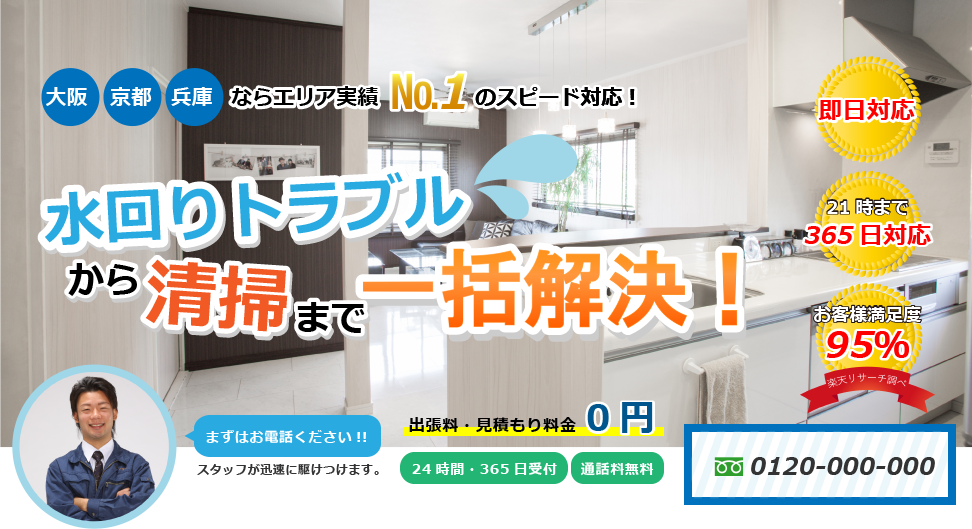 大阪 京都 兵庫 ならエリア実績 No.1 のスピード対応！
即日対応
水回りトラブル
21時まで
365日対応
から清掃まで一括解決！
お客様満足度
95%
楽天リサーチ調べ
まずはお電話ください!!
スタッフが迅速に駆けつけます。
出張料・見積もり料金 0円
24時間・365日受付 通話料無料
0120-000-000